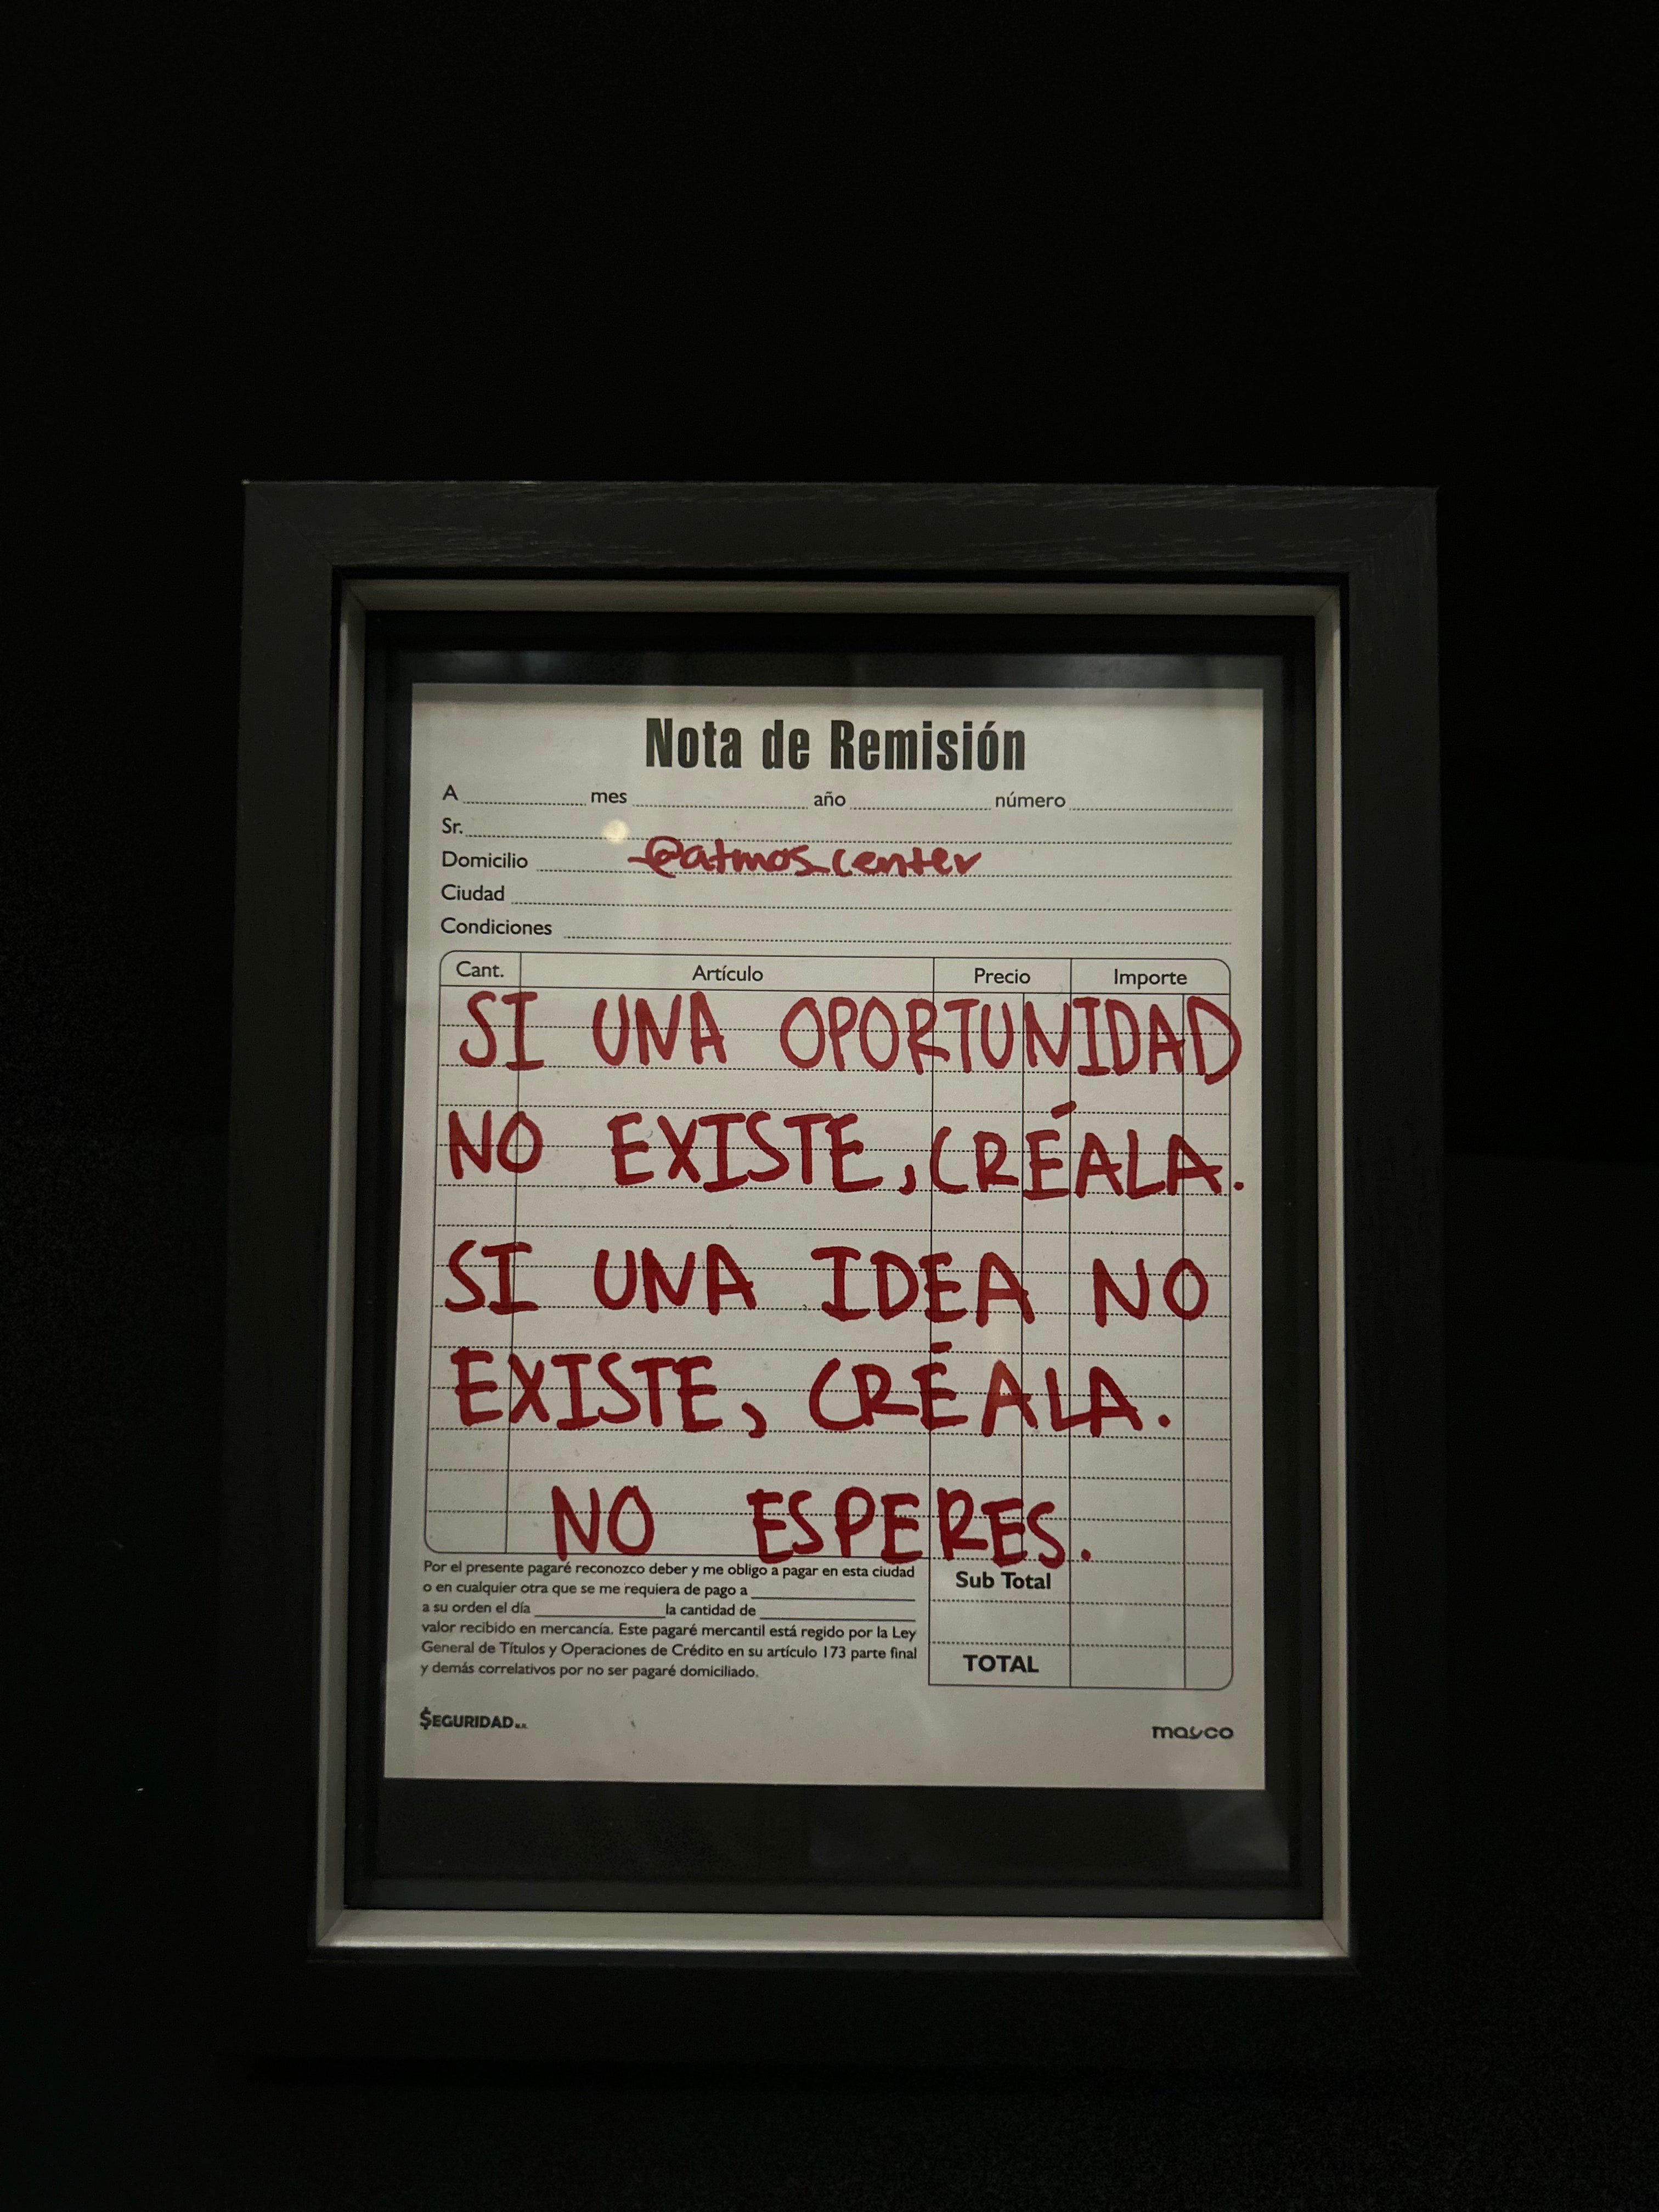 Nota de Remisión
A mes año número
Sr.
Domicilio @atmos_center
Ciudad
Condiciones
Cant. Artículo Precio Importe
SI UNA OPORTUNIDAD
NO EXISTE, CRÉALA.
SI UNA IDEA NO
EXISTE, CRÉALA.
NO ESPERES.
Por el presente pagaré reconozco deber y me obligo a pagar en esta ciudad
o en cualquier otra que se me requiera de pago a
a su orden el día la cantidad de
valor recibido en mercancía. Este pagaré mercantil está regido por la Ley
General de Títulos y Operaciones de Crédito en su artículo 173 parte final
y demás correlativos por no ser pagaré domiciliado.
Sub Total
TOTAL
$EGURIDAD M.R.
mayco